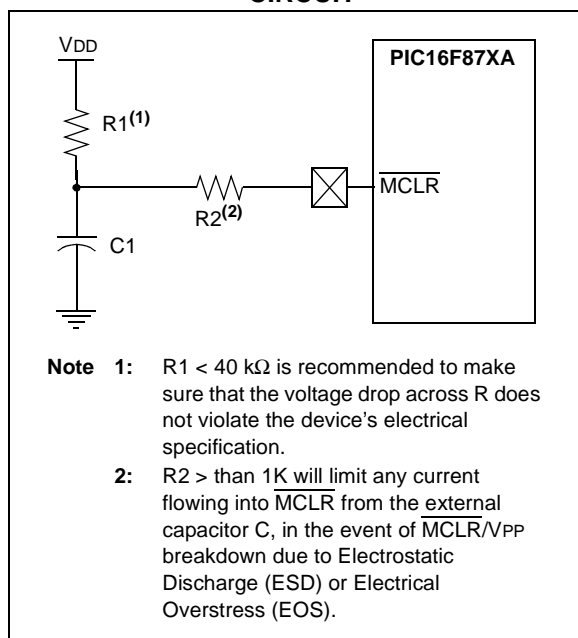 CIRCUIT
VDD
PIC16F87XA
R1(1)
MCLR
R2(2)
C1
Note 1: R1 < 40 kΩ is recommended to make
sure that the voltage drop across R does
not violate the device's electrical
specification.
2: R2 > than 1K will limit any current
flowing into MCLR from the external
capacitor C, in the event of MCLR/VPP
breakdown due to Electrostatic
Discharge (ESD) or Electrical
Overstress (EOS).